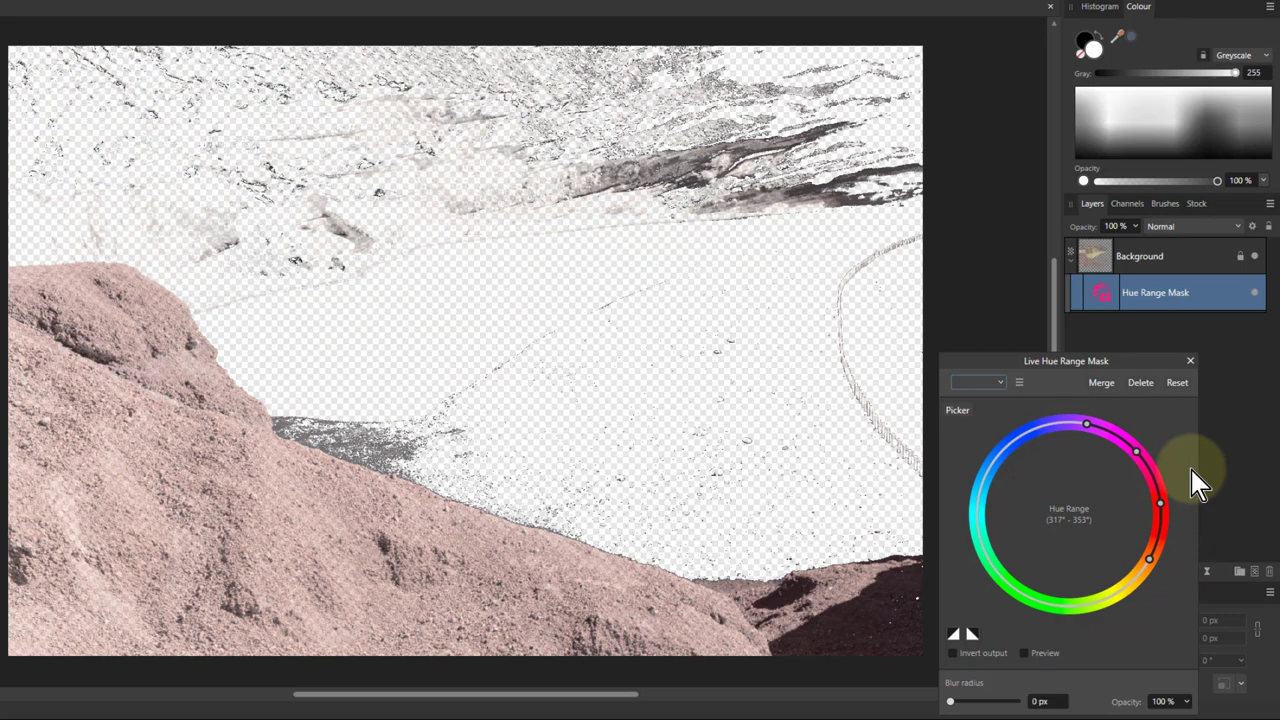 Histogram Colour
Greyscale
Gray: 255
Opacity
100 %
Layers Channels Brushes Stock
Opacity: 100 % Normal
Background
Hue Range Mask
Live Hue Range Mask
Merge Delete Reset
Picker
Hue Range
(317° - 353°)
0 px
0 px
0 °
Invert output Preview
Blur radius
0 px Opacity: 100 %